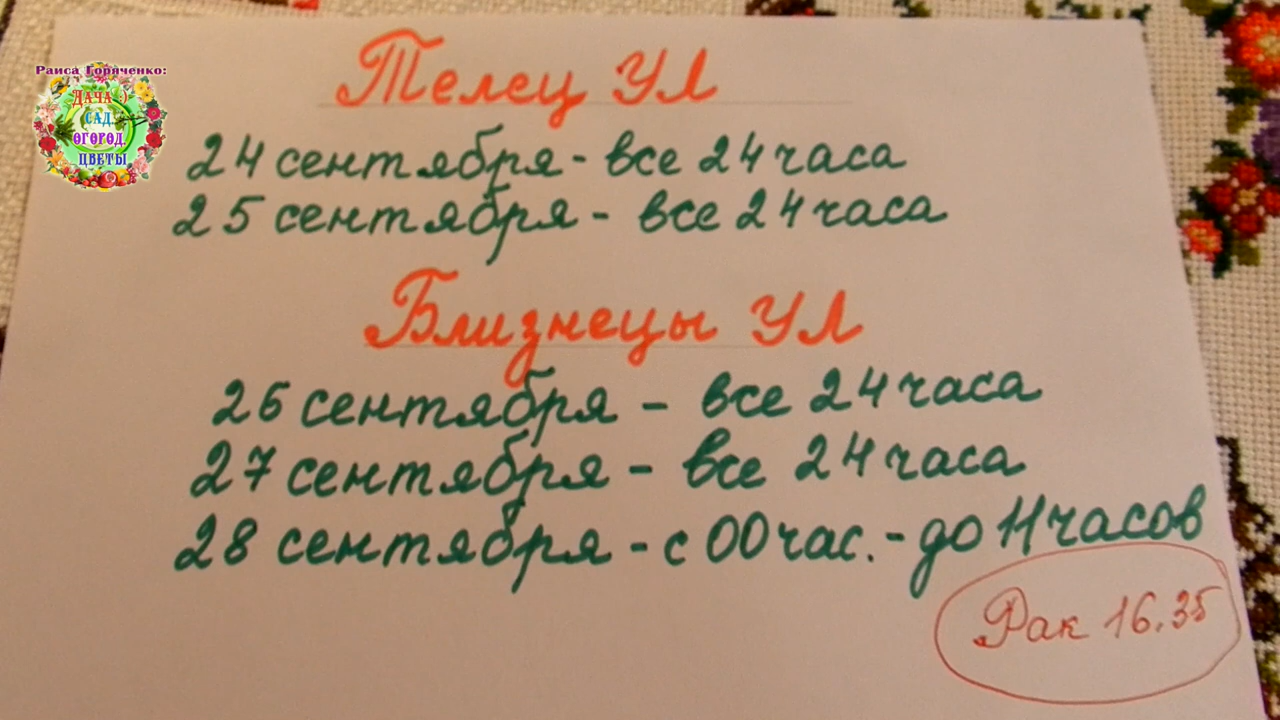 Раиса Горяченко:
ДАЧА
САД,
ОГОРОД,
ЦВЕТЫ
Телец УЛ
24 сентября - все 24 часа
25 сентября - все 24 часа
Близнецы УЛ
26 сентября - все 24 часа
27 сентября - все 24 часа
28 сентября - с 00 час. - до 11 часов
Рак 16.35